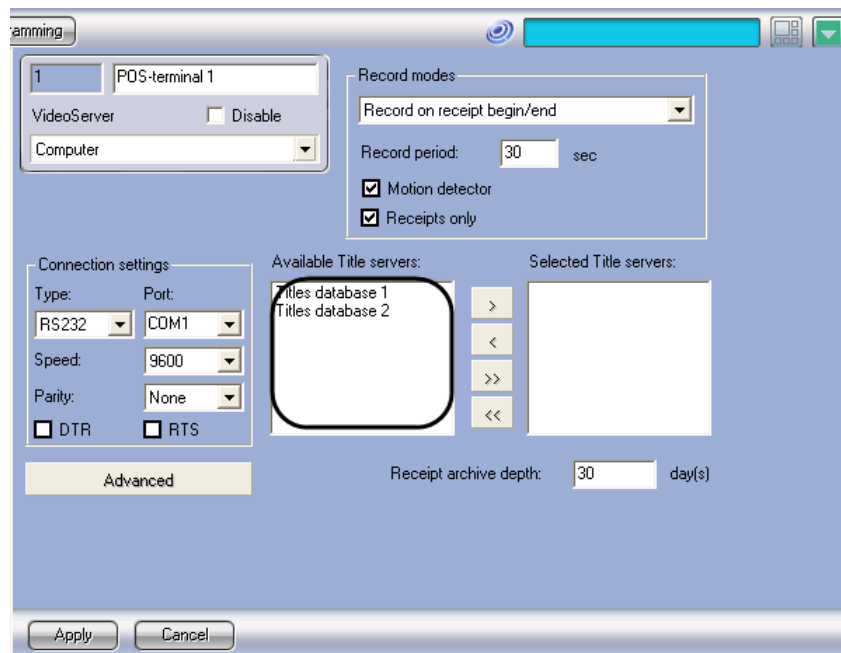 amming
1 POS-terminal 1
VideoServer Disable
Computer
Record modes
Record on receipt begin/end
Record period: 30 sec
Motion detector
Receipts only
Connection settings
Type: Port:
RS232 COM1
Speed: 9600
Parity: None
DTR RTS
Advanced
Available Title servers:
Titles database 1
Titles database 2
>
<
>>
<<
Selected Title servers:
Receipt archive depth: 30 day(s)
Apply Cancel